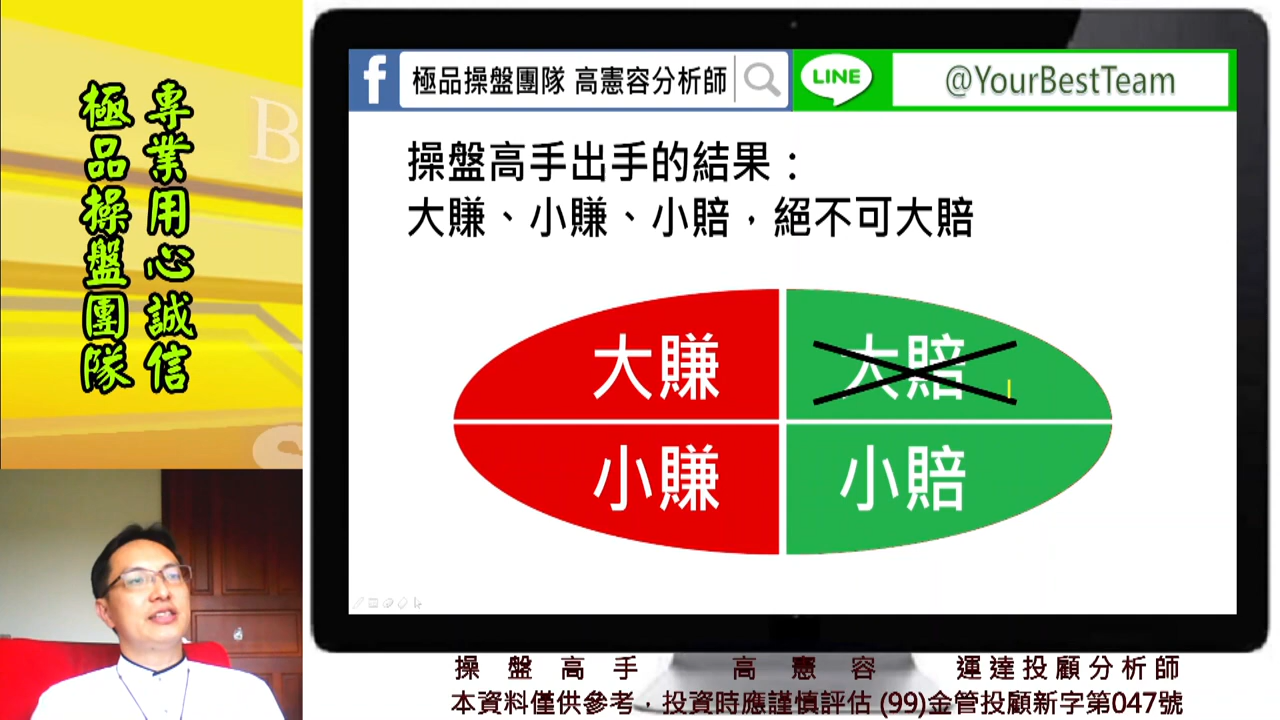 專業用心誠信
極品操盤團隊
B
S
f 極品操盤團隊 高憲容分析師
LINE @YourBestTeam
操盤高手出手的結果：
大賺、小賺、小賠，絕不可大賠
大賺 大賠
小賺 小賠
操盤高手 高憲容 運達投顧分析師
本資料僅供參考，投資時應謹慎評估 (99)金管投顧新字第047號